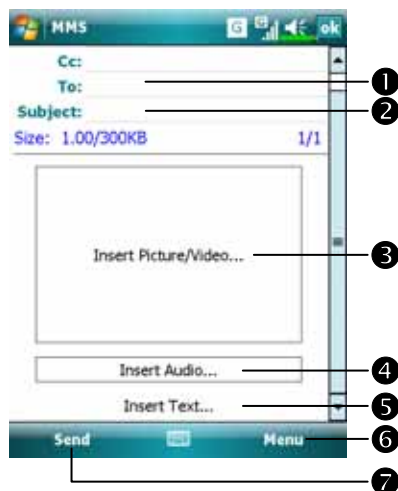 MMS G G ok
Cc:
To: 1
Subject: 2
Size: 1.00/300KB 1/1
Insert Picture/Video... 3
Insert Audio... 4
Insert Text... 5
Send Menu 6
7